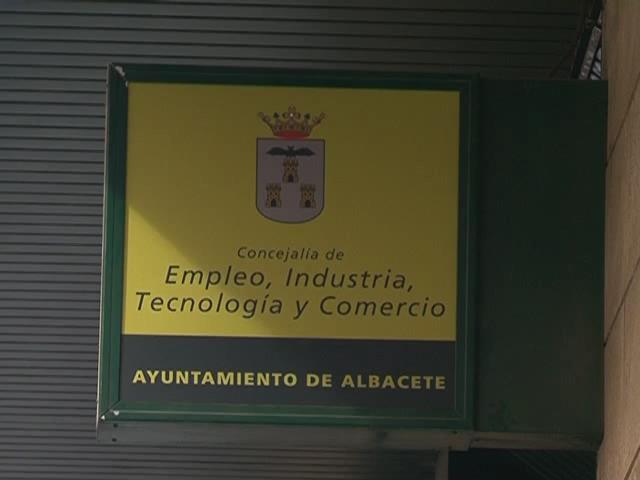 Concejalía de
Empleo, Industria,
Tecnología y Comercio
AYUNTAMIENTO DE ALBACETE